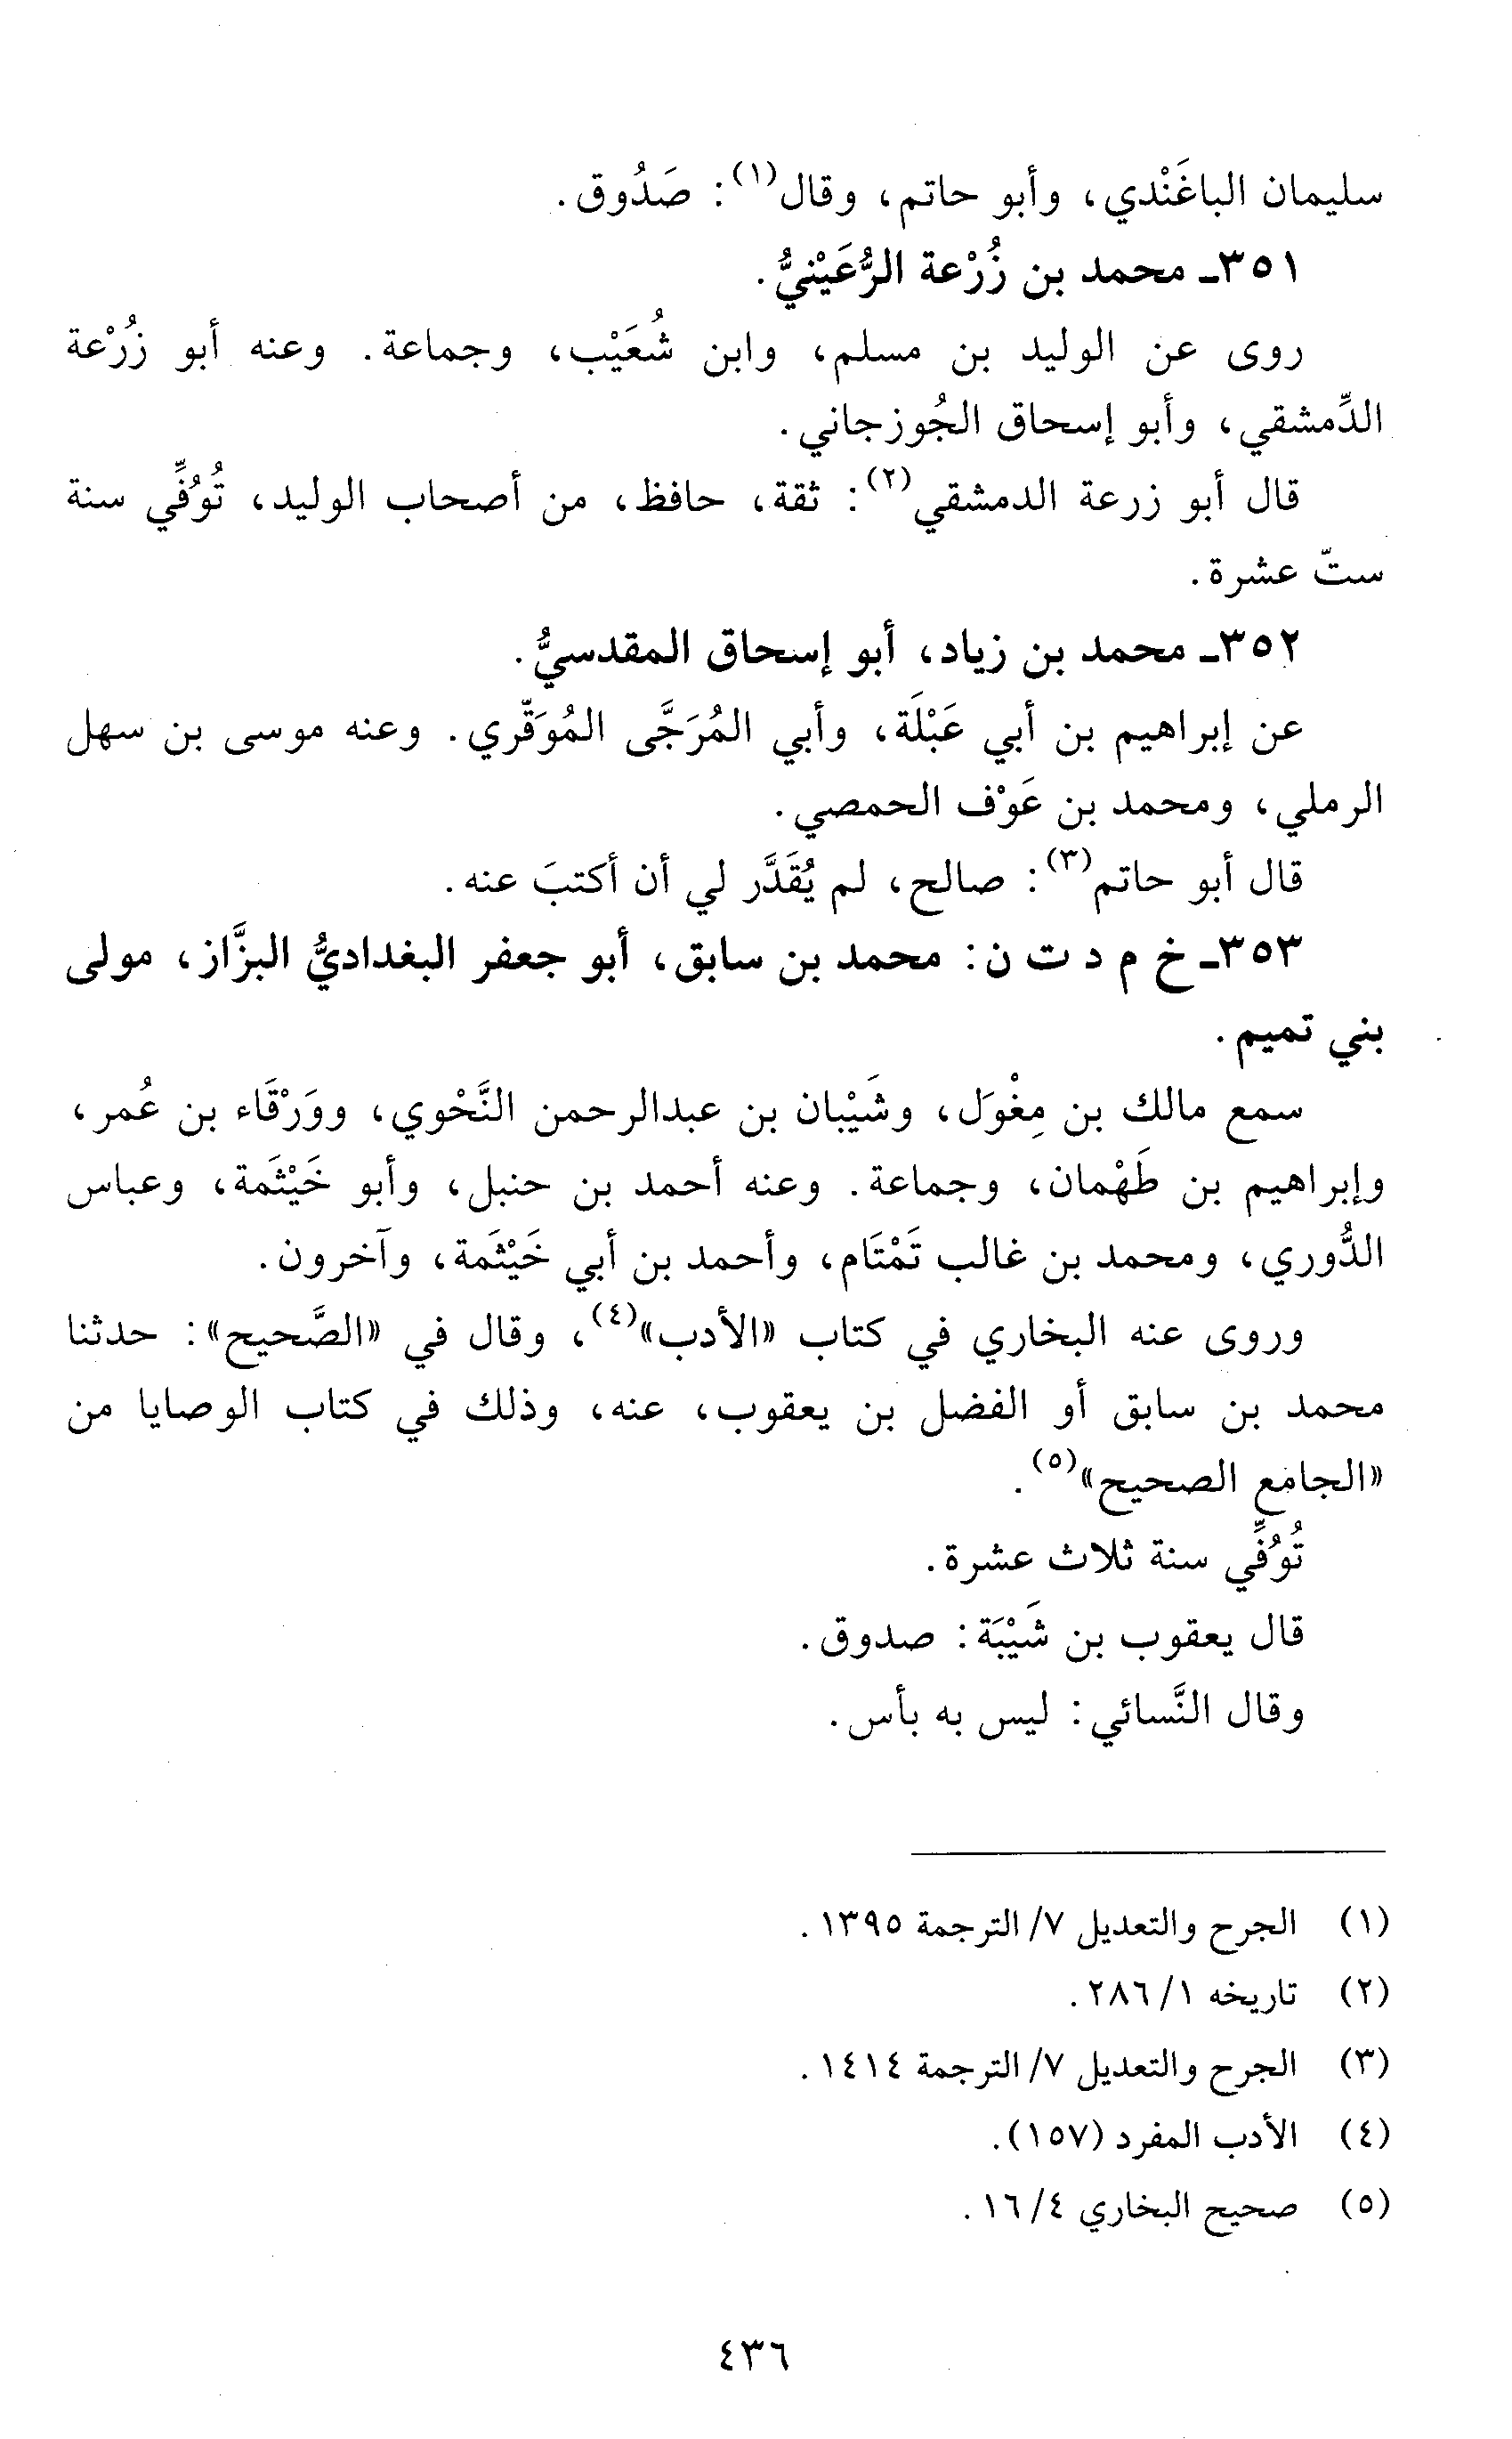 سليمان الباغَنْدي، وأبو حاتم، وقال(١): صَدُوق.
٣٥١ـ محمد بن زُرْعة الرُّعَيْنيُّ.
روى عن الوليد بن مسلم، وابن شُعَيْب، وجماعة. وعنه أبو زُرْعة
الدِّمشقي، وأبو إسحاق الجُوزجاني.
قال أبو زرعة الدمشقي(٢): ثقة، حافظ، من أصحاب الوليد، تُوُفِّي سنة
ستّ عشرة.
٣٥٢ـ محمد بن زياد، أبو إسحاق المقدسيُّ.
عن إبراهيم بن أبي عَبْلَة، وأبي المُرَجَّى المُوَقّري. وعنه موسى بن سهل
الرملي، ومحمد بن عَوْف الحمصي.
قال أبو حاتم(٣): صالح، لم يُقَدَّر لي أن أكتبَ عنه.
٣٥٣ـ خ م د ت ن: محمد بن سابق، أبو جعفر البغداديُّ البزَّاز، مولى
بني تميم.
سمع مالك بن مِغْوَل، وشَيْبان بن عبدالرحمن النَّحْوي، ووَرْقَاء بن عُمر،
وإبراهيم بن طَهْمان، وجماعة. وعنه أحمد بن حنبل، وأبو خَيْثَمة، وعباس
الدُّوري، ومحمد بن غالب تَمْتَام، وأحمد بن أبي خَيْثَمة، وآخرون.
وروى عنه البخاري في كتاب «الأدب»(٤)، وقال في «الصَّحيح»: حدثنا
محمد بن سابق أو الفضل بن يعقوب، عنه، وذلك في كتاب الوصايا من
«الجامع الصحيح»(٥).
تُوُفِّي سنة ثلاث عشرة.
قال يعقوب بن شَيْبَة: صدوق.
وقال النَّسائي: ليس به بأس.
(١) الجرح والتعديل ٧/ الترجمة ١٣٩٥.
(٢) تاريخه ١/ ٢٨٦.
(٣) الجرح والتعديل ٧/ الترجمة ١٤١٤.
(٤) الأدب المفرد (١٥٧).
(٥) صحيح البخاري ٤/ ١٦.
٤٣٦